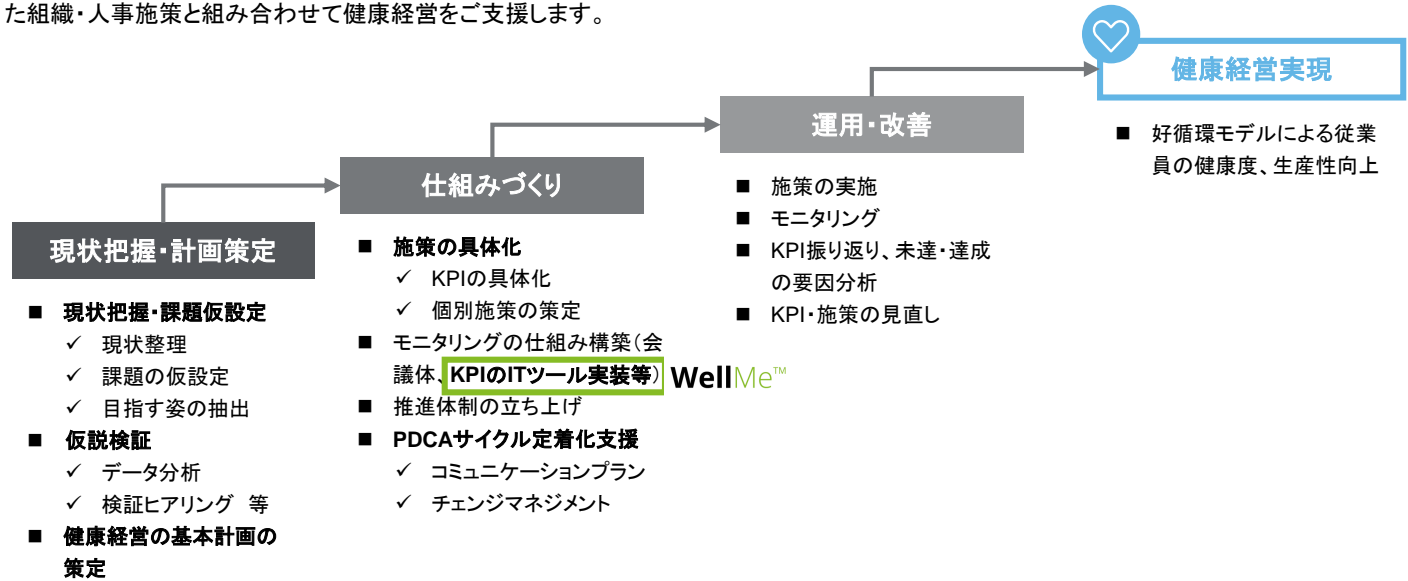 た組織・人事施策と組み合わせて健康経営をご支援します。
健康経営実現
■ 好循環モデルによる従業
員の健康度、生産性向上
運用・改善
■ 施策の実施
■ モニタリング
■ KPI振り返り、未達・達成
の要因分析
■ KPI・施策の見直し
仕組みづくり
■ 施策の具体化
✓ KPIの具体化
✓ 個別施策の策定
■ モニタリングの仕組み構築(会
議体、KPIのITツール実装等) WellMe™
■ 推進体制の立ち上げ
■ PDCAサイクル定着化支援
✓ コミュニケーションプラン
✓ チェンジマネジメント
現状把握・計画策定
■ 現状把握・課題仮設定
✓ 現状整理
✓ 課題の仮設定
✓ 目指す姿の抽出
■ 仮説検証
✓ データ分析
✓ 検証ヒアリング 等
■ 健康経営の基本計画の
策定